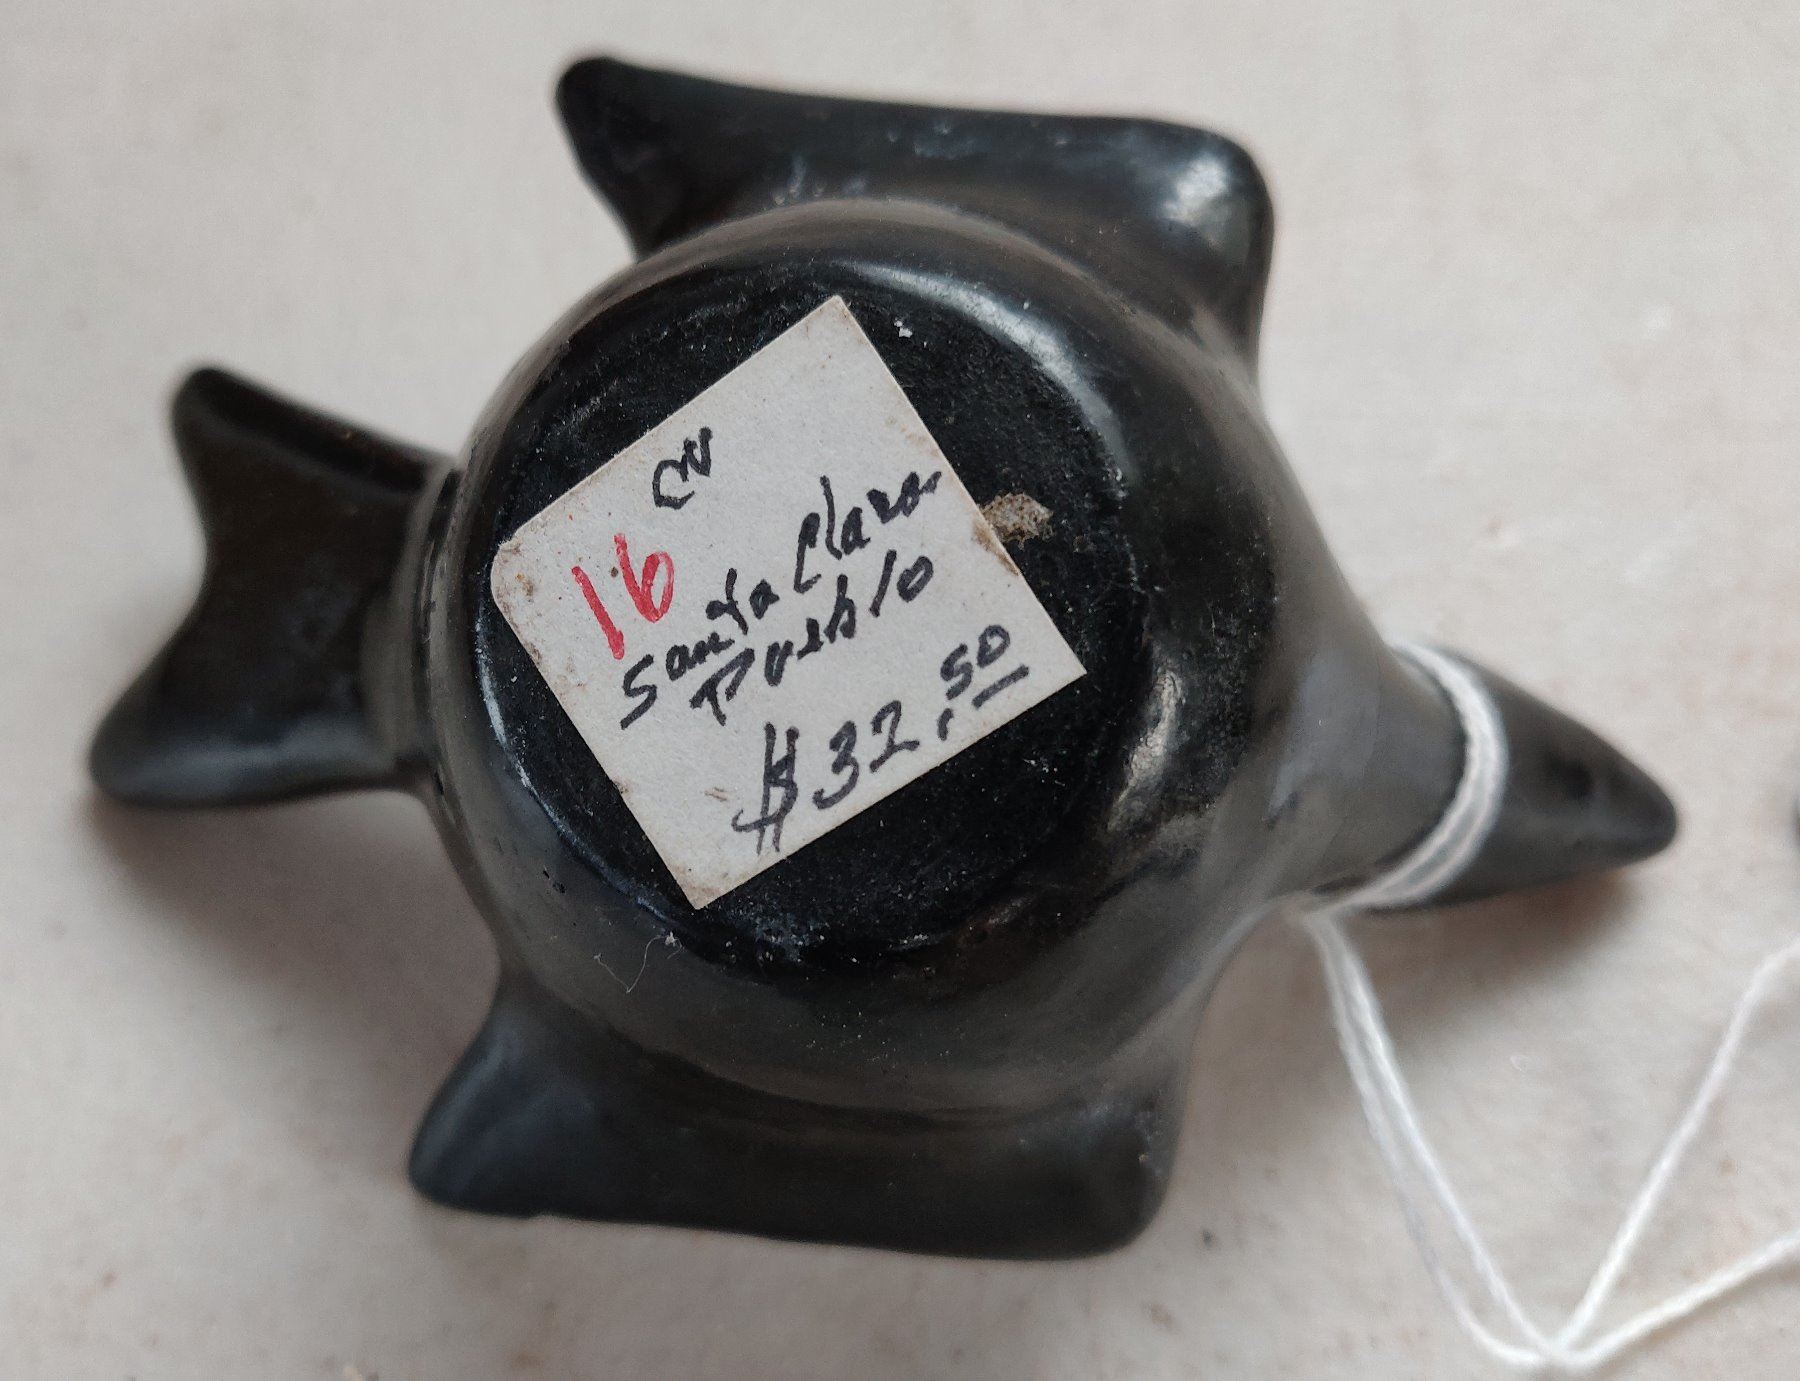 CN
16
Santa Clara
Pueblo
$32.50